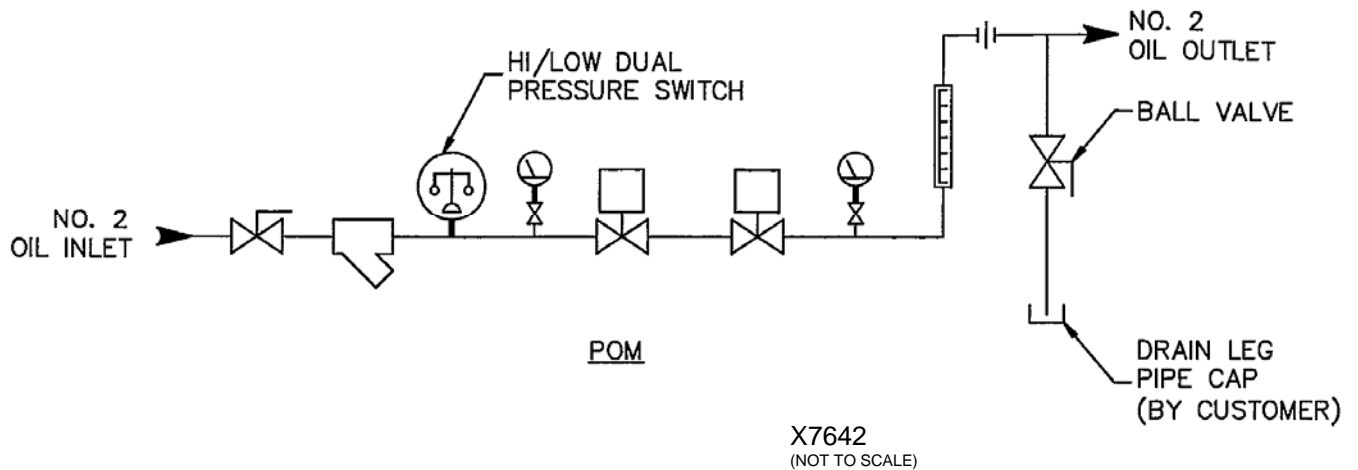 HI/LOW DUAL
PRESSURE SWITCH
NO. 2
OIL OUTLET
BALL VALVE
NO. 2
OIL INLET
POM
DRAIN LEG
PIPE CAP
(BY CUSTOMER)
X7642
(NOT TO SCALE)